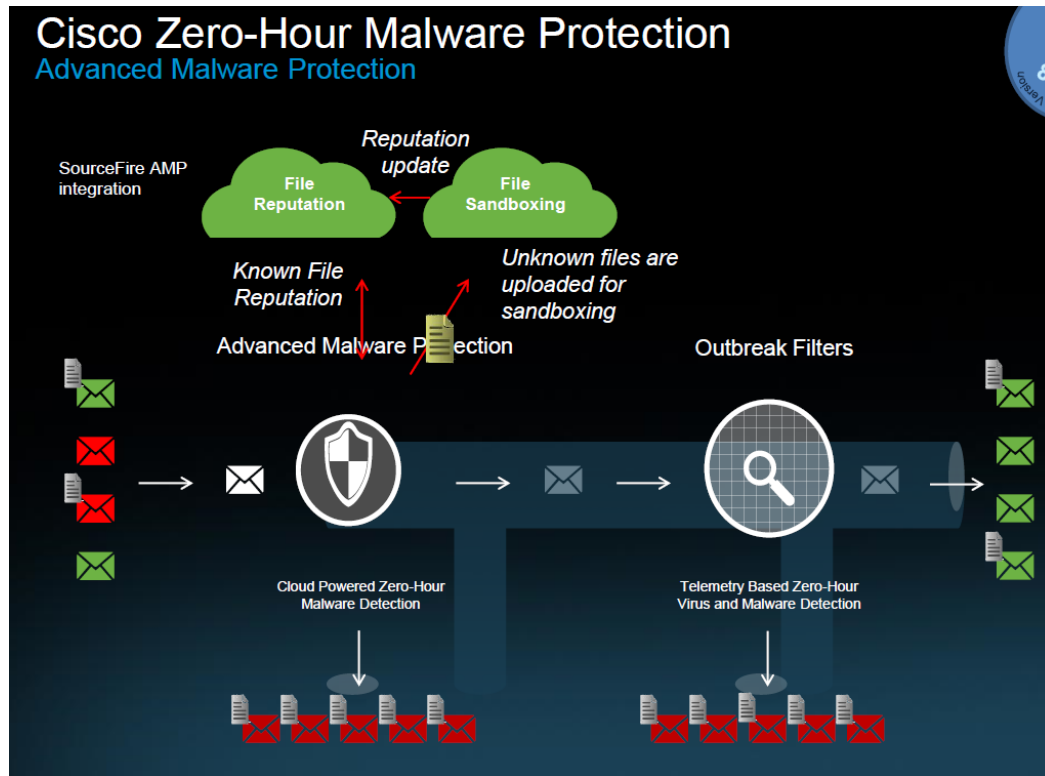 Cisco Zero-Hour Malware Protection
Advanced Malware Protection
Version
SourceFire AMP
integration
Reputation
update
File
Reputation
File
Sandboxing
Known File
Reputation
Unknown files are
uploaded for
sandboxing
Advanced Malware Protection
Outbreak Filters
Cloud Powered Zero-Hour
Malware Detection
Telemetry Based Zero-Hour
Virus and Malware Detection